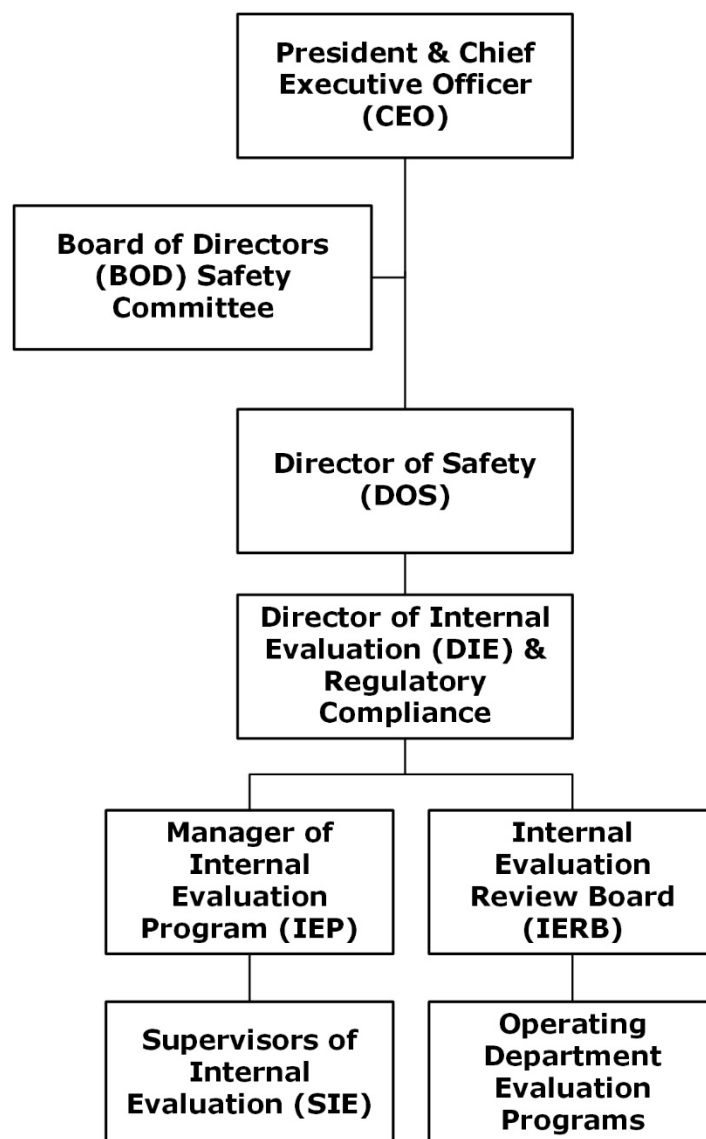 President & Chief
Executive Officer
(CEO)
Board of Directors
(BOD) Safety
Committee
Director of Safety
(DOS)
Director of Internal
Evaluation (DIE) &
Regulatory
Compliance
Manager of
Internal
Evaluation
Program (IEP)
Internal
Evaluation
Review Board
(IERB)
Supervisors of
Internal
Evaluation (SIE)
Operating
Department
Evaluation
Programs